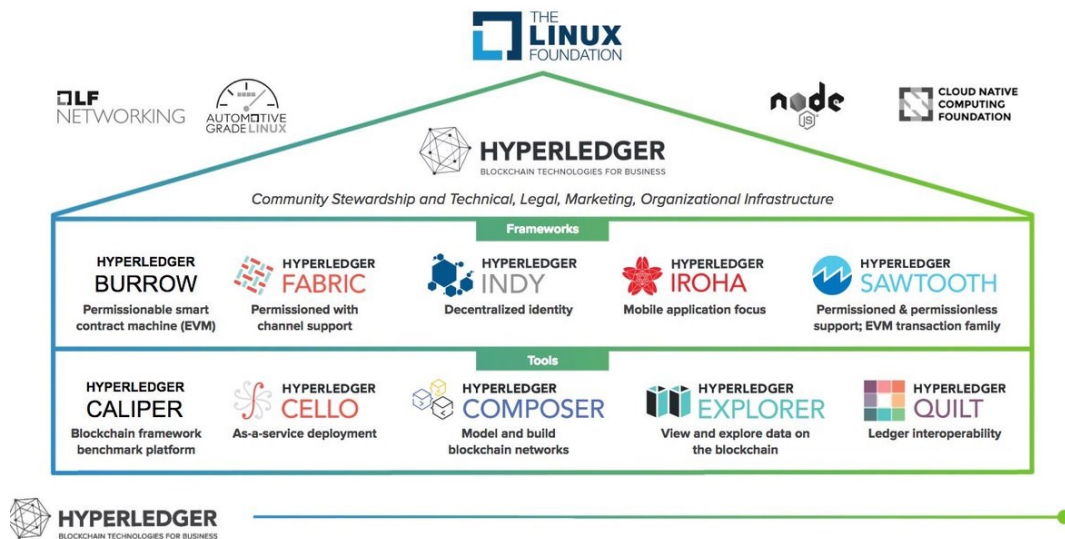 THE
LINUX
FOUNDATION
LF
NETWORKING
AUTOMOTIVE
GRADELINUX
node
JS
CLOUD NATIVE
COMPUTING
FOUNDATION
HYPERLEDGER
BLOCKCHAIN TECHNOLOGIES FOR BUSINESS
Community Stewardship and Technical, Legal, Marketing, Organizational Infrastructure
Frameworks
HYPERLEDGER
BURROW
Permissionable smart
contract machine (EVM)
HYPERLEDGER
FABRIC
Permissioned with
channel support
HYPERLEDGER
INDY
Decentralized identity
HYPERLEDGER
IROHA
Mobile application focus
HYPERLEDGER
SAWTOOTH
Permissioned & permissionless
support; EVM transaction family
Tools
HYPERLEDGER
CALIPER
Blockchain framework
benchmark platform
HYPERLEDGER
CELLO
As-a-service deployment
HYPERLEDGER
COMPOSER
Model and build
blockchain networks
HYPERLEDGER
EXPLORER
View and explore data on
the blockchain
HYPERLEDGER
QUILT
Ledger interoperability
HYPERLEDGER
BLOCKCHAIN TECHNOLOGIES FOR BUSINESS